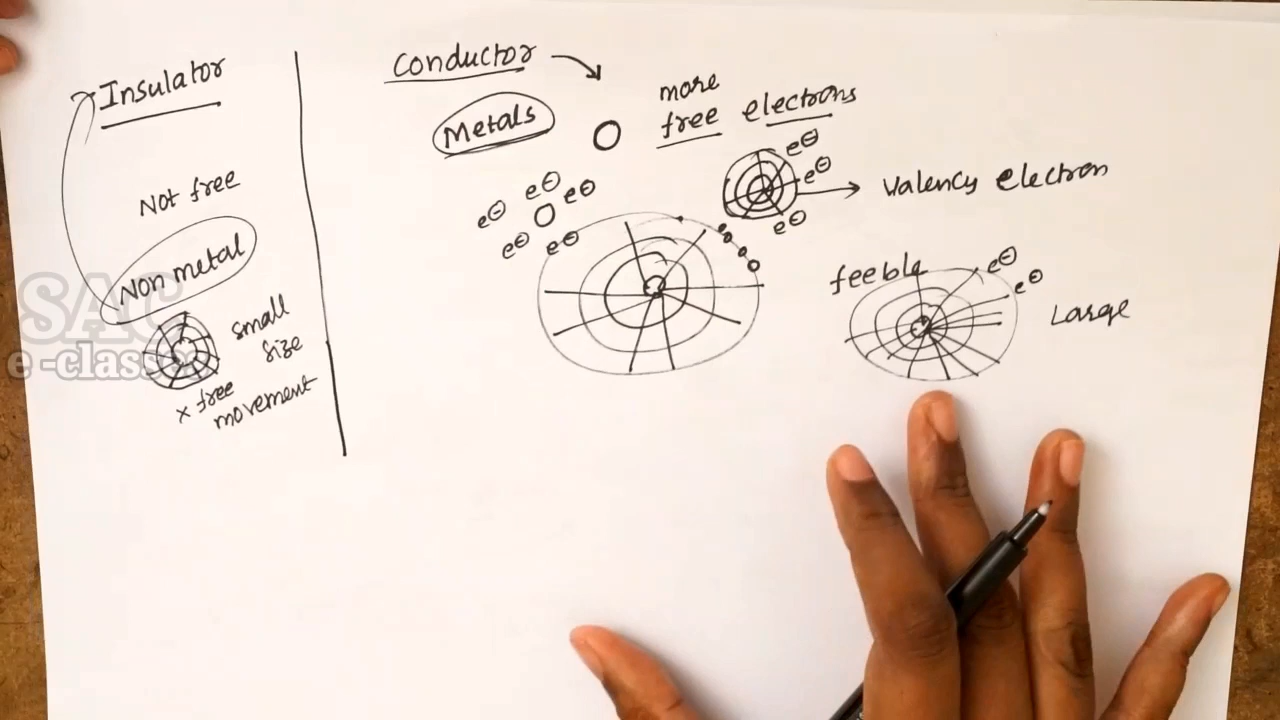 Insulator
Not free
Non metal
small
size
x free
movement
SAC
e -classes
conductor
Metals
more
free electrons
e⊖
e⊖
e⊖
e⊖
e⊖
e⊖
e⊖
e⊖
valency electron
feeble
e⊖
e⊖
Large